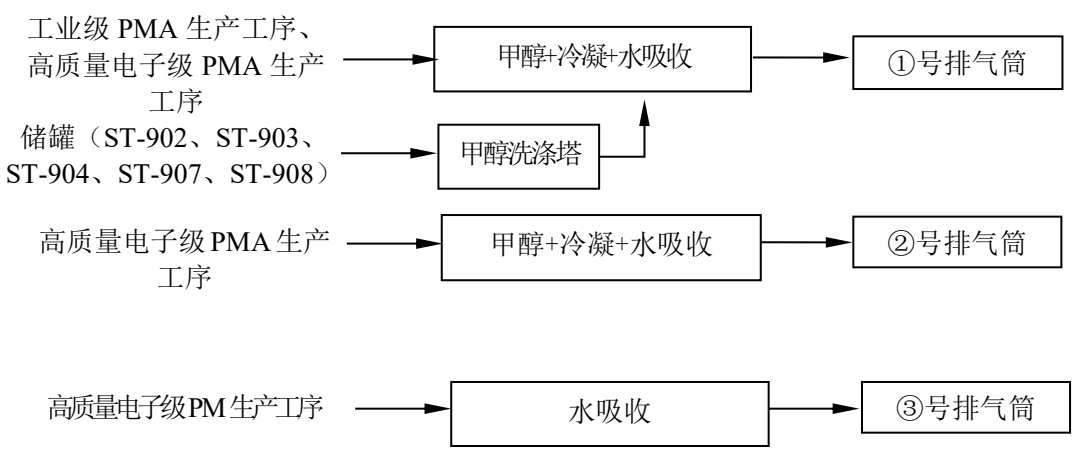 工业级 PMA 生产工序、
高质量电子级 PMA 生产
工序
甲醇+冷凝+水吸收
①号排气筒
储罐（ST-902、ST-903、
ST-904、ST-907、ST-908）
甲醇洗涤塔
高质量电子级 PMA 生产
工序
甲醇+冷凝+水吸收
②号排气筒
高质量电子级 PM 生产工序
水吸收
③号排气筒